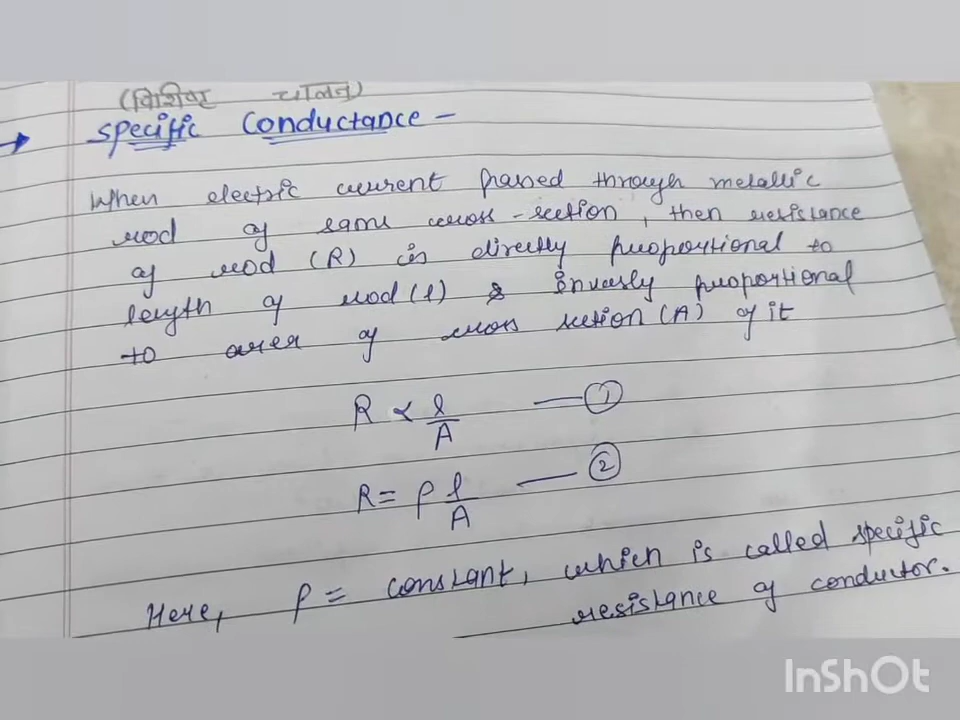 (विशिष्ट चालन)
→ Specific Conductance -
When electric current passed through metallic
rod of same cross-section, then resistance
of rod (R) is directly proportional to
length of rod (l) & inversly proportional
to area of cross section (A) of it
R ∝ l/A —— ①
R = ρ l/A —— ②
Here, ρ = constant, which is called specific
resistance of conductor.
InShOt